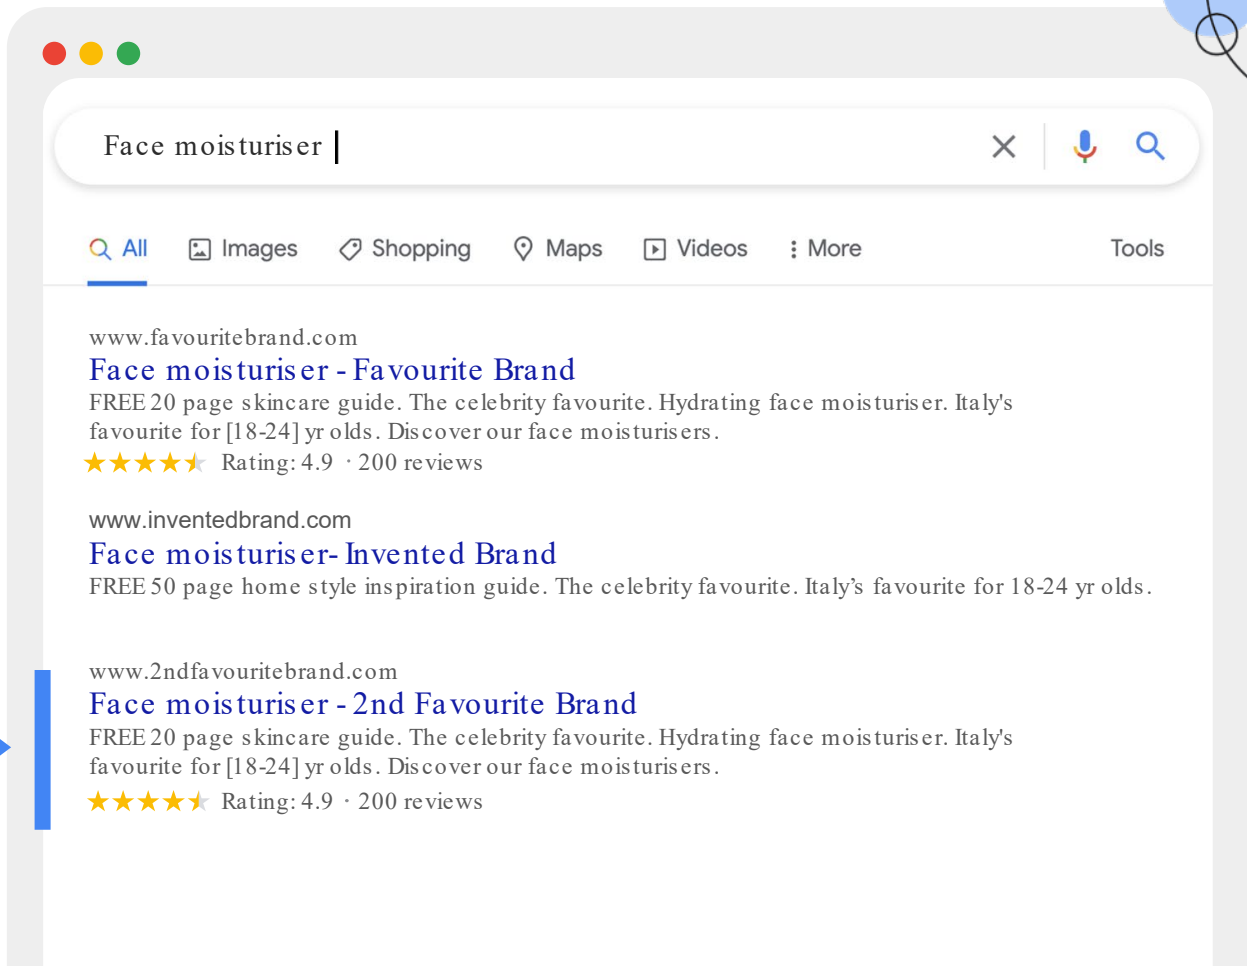 Face moisturiser
All Images Shopping Maps Videos More Tools
www.favouritebrand.com
Face moisturiser - Favourite Brand
FREE 20 page skincare guide. The celebrity favourite. Hydrating face moisturiser. Italy's
favourite for [18-24] yr olds. Discover our face moisturisers.
Rating: 4.9 · 200 reviews
www.inventedbrand.com
Face moisturiser- Invented Brand
FREE 50 page home style inspiration guide. The celebrity favourite. Italy’s favourite for 18-24 yr olds.
www.2ndfavouritebrand.com
Face moisturiser - 2nd Favourite Brand
FREE 20 page skincare guide. The celebrity favourite. Hydrating face moisturiser. Italy's
favourite for [18-24] yr olds. Discover our face moisturisers.
Rating: 4.9 · 200 reviews